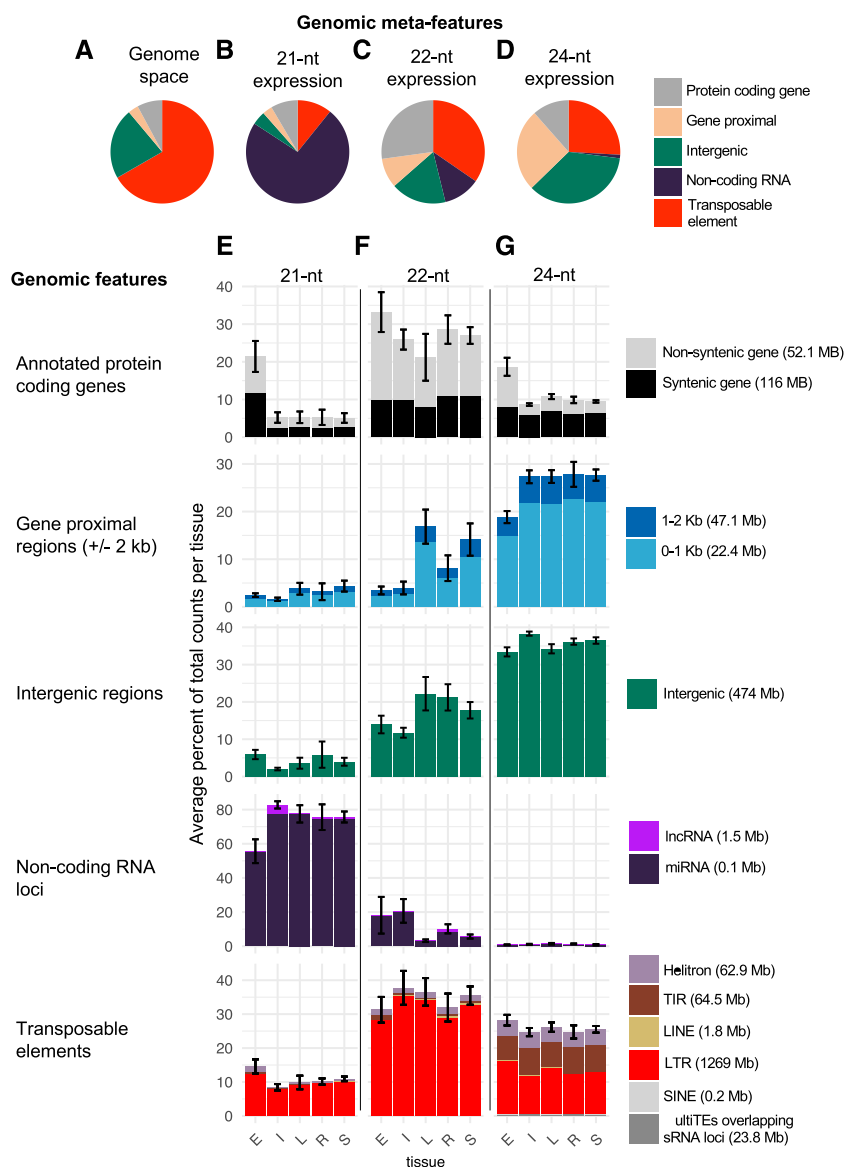 Genomic meta-features
A
B
C
D
Genome
space
21-nt
expression
22-nt
expression
24-nt
expression
Protein coding gene
Gene proximal
Intergenic
Non-coding RNA
Transposable
element
E
F
G
Genomic features
21-nt
22-nt
24-nt
Average percent of total counts per tissue
Annotated protein
coding genes
40
30
20
10
0
Non-syntenic gene (52.1 MB)
Syntenic gene (116 MB)
Gene proximal
regions (+/- 2 kb)
30
20
10
0
1-2 Kb (47.1 Mb)
0-1 Kb (22.4 Mb)
Intergenic regions
40
30
20
10
0
Intergenic (474 Mb)
Non-coding RNA
loci
80
60
40
20
0
lncRNA (1.5 Mb)
miRNA (0.1 Mb)
Transposable
elements
40
30
20
10
0
Helitron (62.9 Mb)
TIR (64.5 Mb)
LINE (1.8 Mb)
LTR (1269 Mb)
SINE (0.2 Mb)
ultiTEs overlapping
sRNA loci (23.8 Mb)
E I L R S
E I L R S
E I L R S
tissue